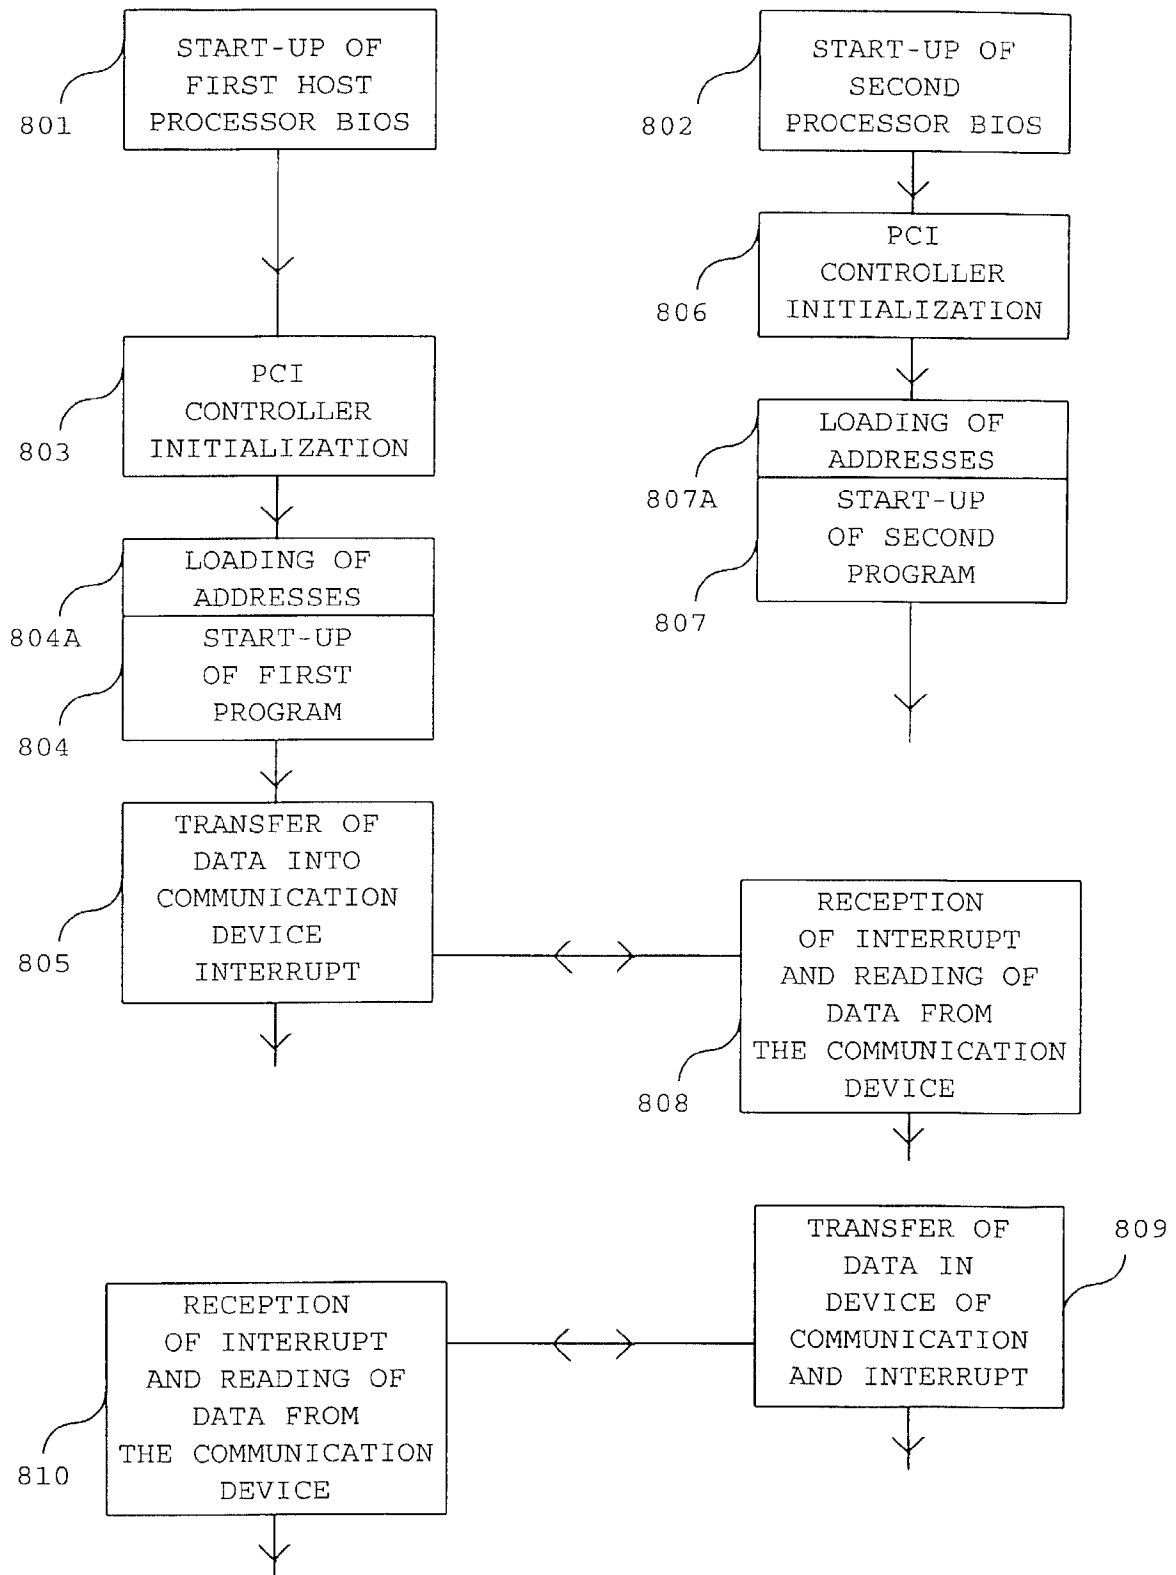 START-UP OF
FIRST HOST
PROCESSOR BIOS
801
START-UP OF
SECOND
PROCESSOR BIOS
802
PCI
CONTROLLER
INITIALIZATION
806
PCI
CONTROLLER
INITIALIZATION
803
LOADING OF
ADDRESSES
807A
START-UP
OF SECOND
PROGRAM
807
LOADING OF
ADDRESSES
804A
START-UP
OF FIRST
PROGRAM
804
TRANSFER OF
DATA INTO
COMMUNICATION
DEVICE
INTERRUPT
805
RECEPTION
OF INTERRUPT
AND READING OF
DATA FROM
THE COMMUNICATION
DEVICE
808
TRANSFER OF
DATA IN
DEVICE OF
COMMUNICATION
AND INTERRUPT
809
RECEPTION
OF INTERRUPT
AND READING OF
DATA FROM
THE COMMUNICATION
DEVICE
810